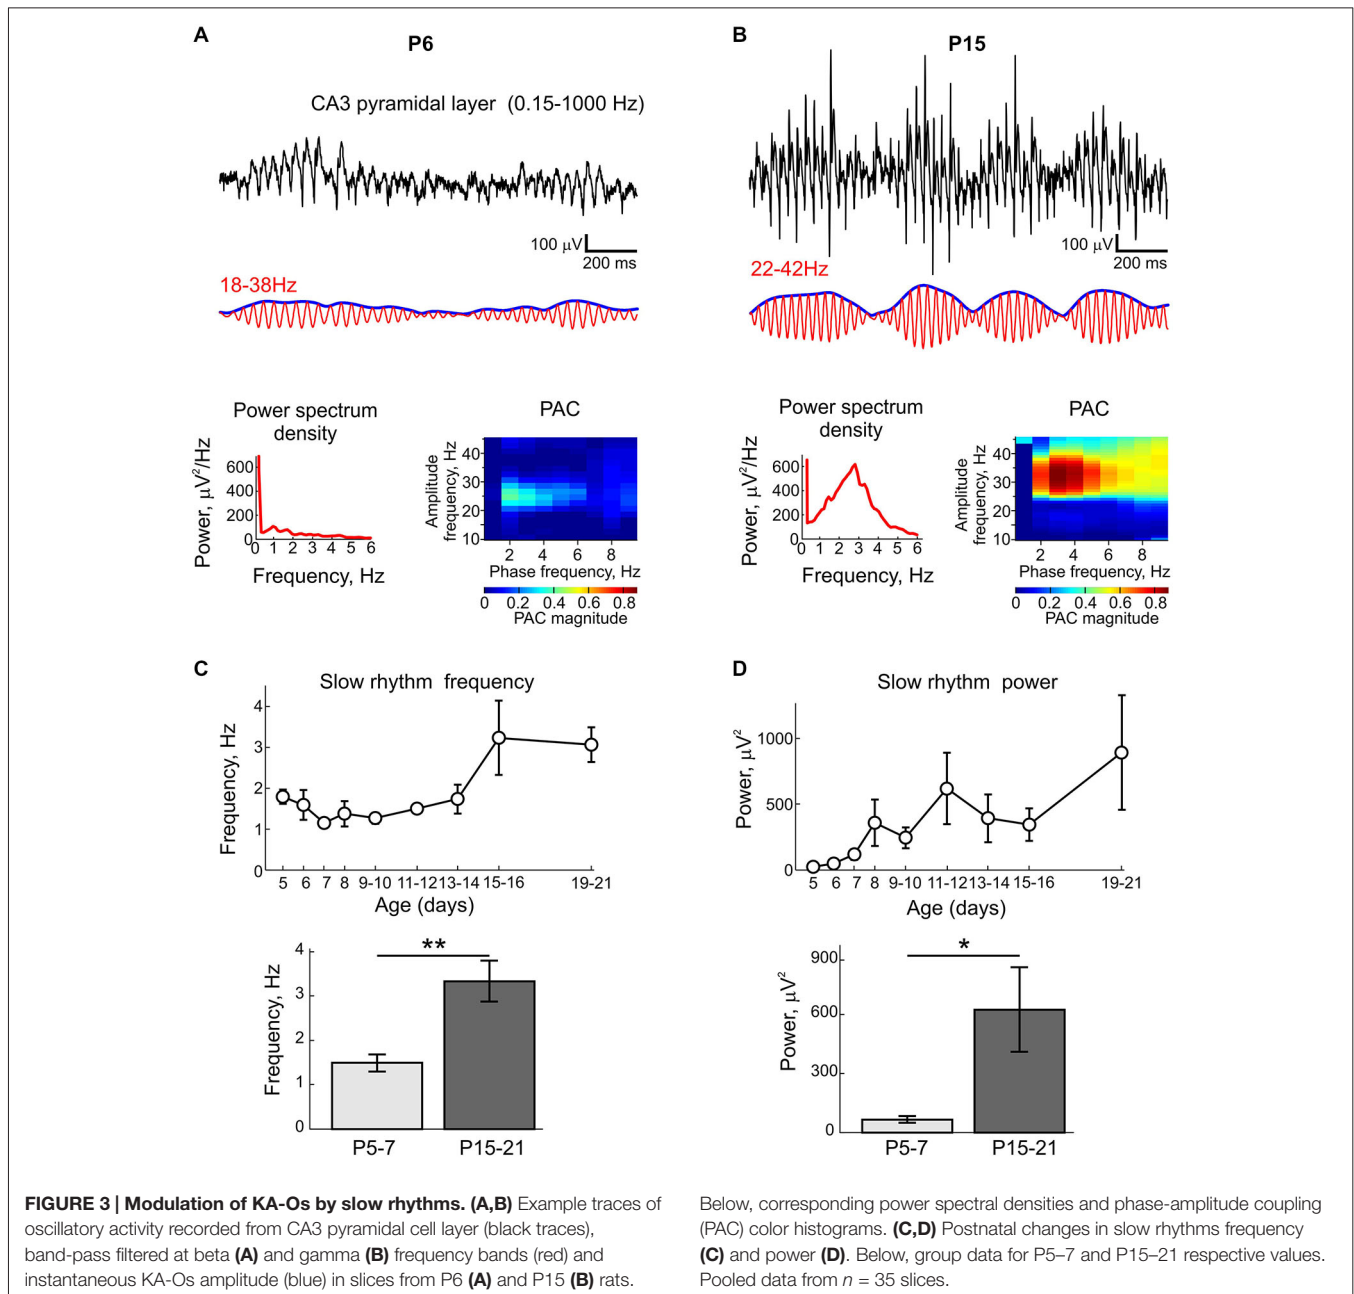 A
P6
CA3 pyramidal layer (0.15-1000 Hz)
100 µV
200 ms
18-38Hz
Power spectrum
density
Power, µV²/Hz
600
400
200
0
0 1 2 3 4 5 6
Frequency, Hz
PAC
Amplitude
frequency, Hz
40
30
20
10
2 4 6 8
Phase frequency, Hz
0 0.2 0.4 0.6 0.8
PAC magnitude
B
P15
100 µV
200 ms
22-42Hz
Power spectrum
density
Power, µV²/Hz
600
400
200
0
0 1 2 3 4 5 6
Frequency, Hz
PAC
Amplitude
frequency, Hz
40
30
20
10
2 4 6 8
Phase frequency, Hz
0 0.2 0.4 0.6 0.8
PAC magnitude
C
Slow rhythm frequency
Frequency, Hz
4
3
2
1
0
5 6 7 8 9-10 11-12 13-14 15-16 19-21
Age (days)
**
Frequency, Hz
4
3
2
1
0
P5-7 P15-21
D
Slow rhythm power
Power, µV²
1000
500
0
5 6 7 8 9-10 11-12 13-14 15-16 19-21
Age (days)
*
Power, µV²
900
600
300
0
P5-7 P15-21
FIGURE 3 | Modulation of KA-Os by slow rhythms. (A,B) Example traces of
oscillatory activity recorded from CA3 pyramidal cell layer (black traces),
band-pass filtered at beta (A) and gamma (B) frequency bands (red) and
instantaneous KA-Os amplitude (blue) in slices from P6 (A) and P15 (B) rats.
Below, corresponding power spectral densities and phase-amplitude coupling
(PAC) color histograms. (C,D) Postnatal changes in slow rhythms frequency
(C) and power (D). Below, group data for P5–7 and P15–21 respective values.
Pooled data from n = 35 slices.